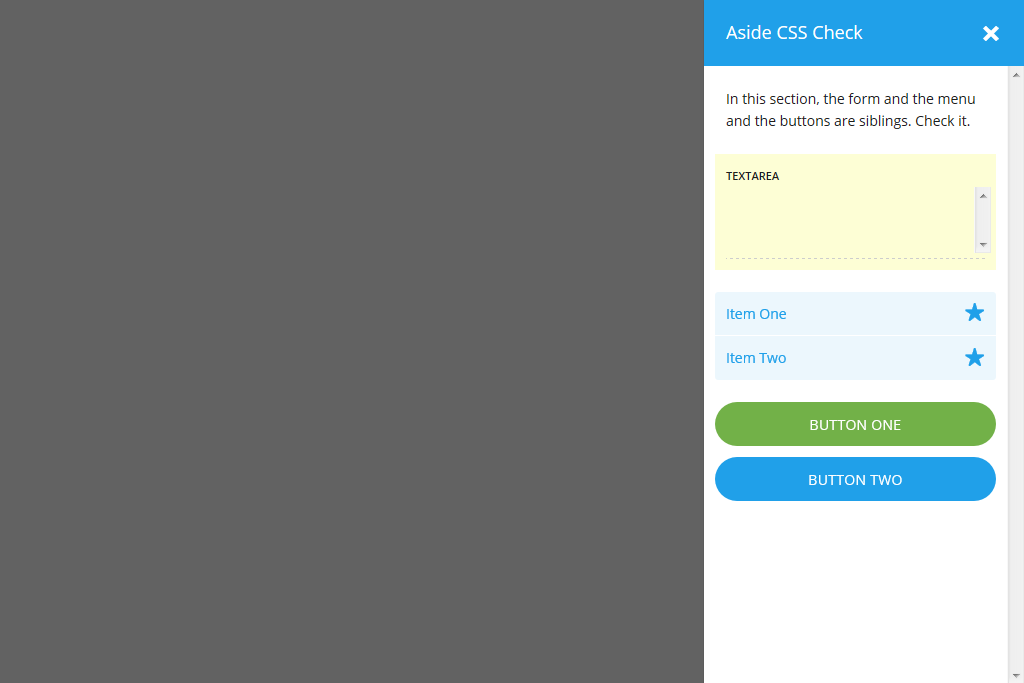 Aside CSS Check
In this section, the form and the menu
and the buttons are siblings. Check it.
TEXTAREA
Item One
Item Two
BUTTON ONE
BUTTON TWO